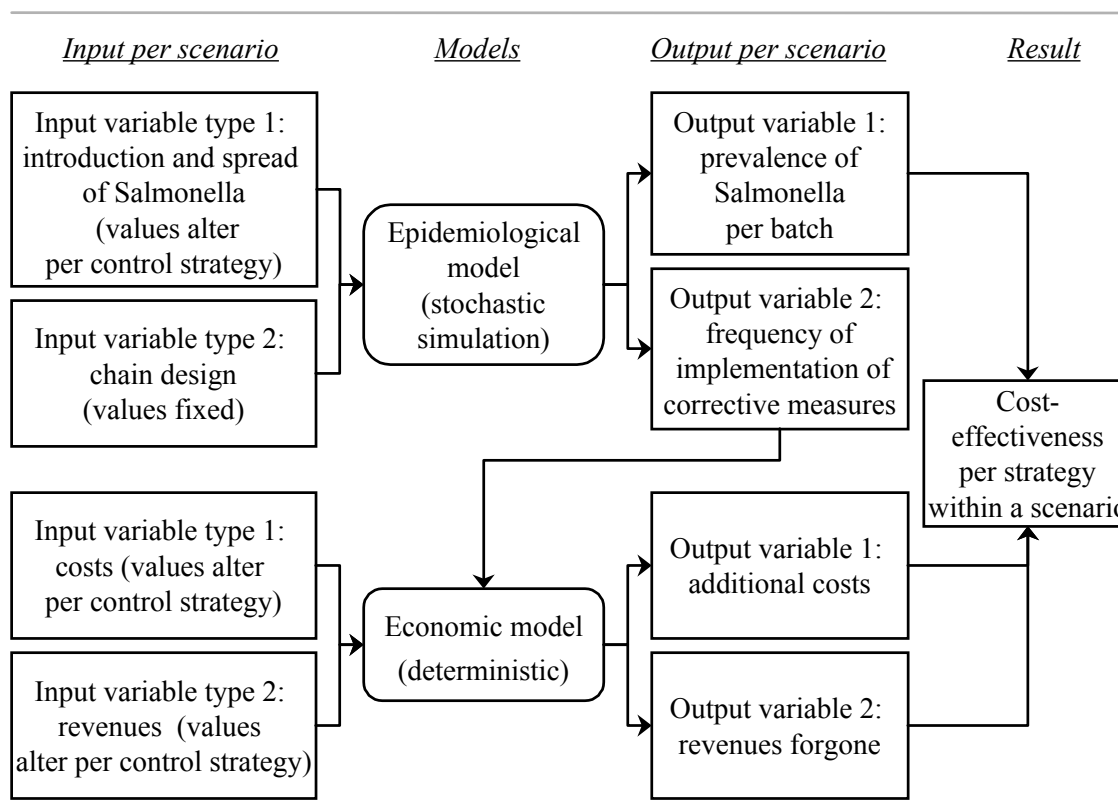 Input per scenario
Models
Output per scenario
Result
Input variable type 1:
introduction and spread
of Salmonella
(values alter
per control strategy)
Input variable type 2:
chain design
(values fixed)
Epidemiological
model
(stochastic
simulation)
Output variable 1:
prevalence of
Salmonella
per batch
Output variable 2:
frequency of
implementation of
corrective measures
Cost-
effectiveness
per strategy
within a scenario
Input variable type 1:
costs (values alter
per control strategy)
Input variable type 2:
revenues (values
alter per control strategy)
Economic model
(deterministic)
Output variable 1:
additional costs
Output variable 2:
revenues forgone